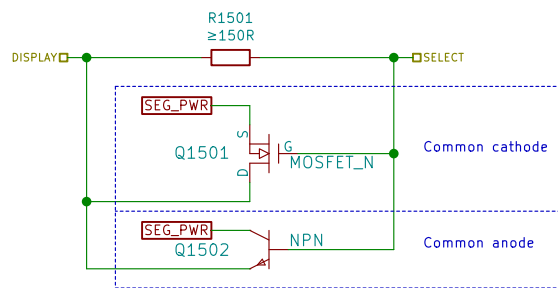 R1501
≥150R
DISPLAY
SELECT
SEG_PWR
S
Q1501
G
MOSFET_N
D
Common cathode
SEG_PWR
Q1502
NPN
Common anode